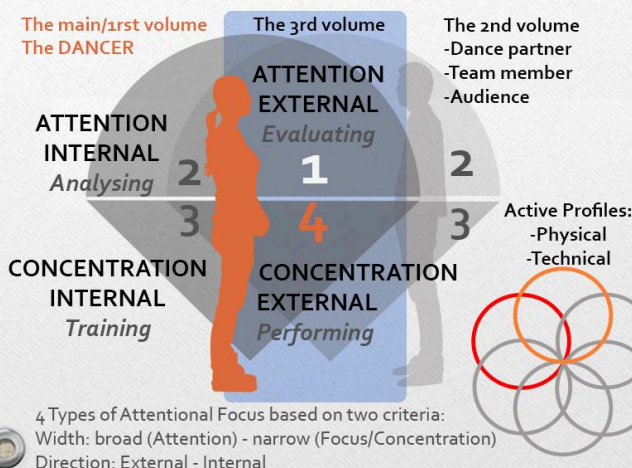 The main/1rst volume
The DANCER
The 3rd volume
The 2nd volume
-Dance partner
-Team member
-Audience
ATTENTION
INTERNAL
Analysing
2
ATTENTION
EXTERNAL
Evaluating
1
2
3
CONCENTRATION
INTERNAL
Training
4
CONCENTRATION
EXTERNAL
Performing
3
Active Profiles:
-Physical
-Technical
4 Types of Attentional Focus based on two criteria:
Width: broad (Attention) - narrow (Focus/Concentration)
Direction: External - Internal